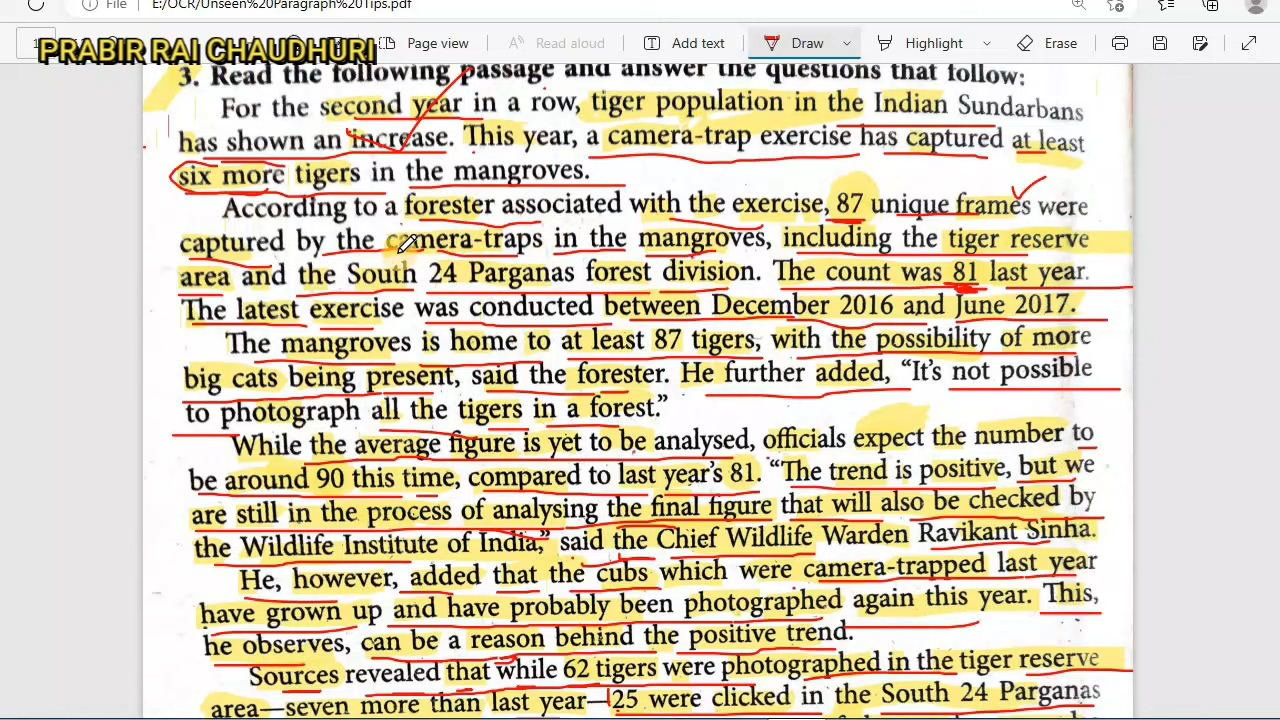 File E:/OCR/Unseen%20Paragraph%20Tips.pdf
PRABIR RAI CHAUDHURI
Page view Read aloud Add text Draw Highlight Erase
3. Read the following passage and answer the questions that follow:
For the second year in a row, tiger population in the Indian Sundarbans
has shown an increase. This year, a camera-trap exercise has captured at least
six more tigers in the mangroves.
According to a forester associated with the exercise, 87 unique frames were
captured by the camera-traps in the mangroves, including the tiger reserve
area and the South 24 Parganas forest division. The count was 81 last year.
The latest exercise was conducted between December 2016 and June 2017.
The mangroves is home to at least 87 tigers, with the possibility of more
big cats being present, said the forester. He further added, “It’s not possible
to photograph all the tigers in a forest.”
While the average figure is yet to be analysed, officials expect the number to
be around 90 this time, compared to last year’s 81. “The trend is positive, but we
are still in the process of analysing the final figure that will also be checked by
the Wildlife Institute of India,” said the Chief Wildlife Warden Ravikant Sinha.
He, however, added that the cubs which were camera-trapped last year
have grown up and have probably been photographed again this year. This,
he observes, can be a reason behind the positive trend.
Sources revealed that while 62 tigers were photographed in the tiger reserve
area—seven more than last year—25 were clicked in the South 24 Parganas